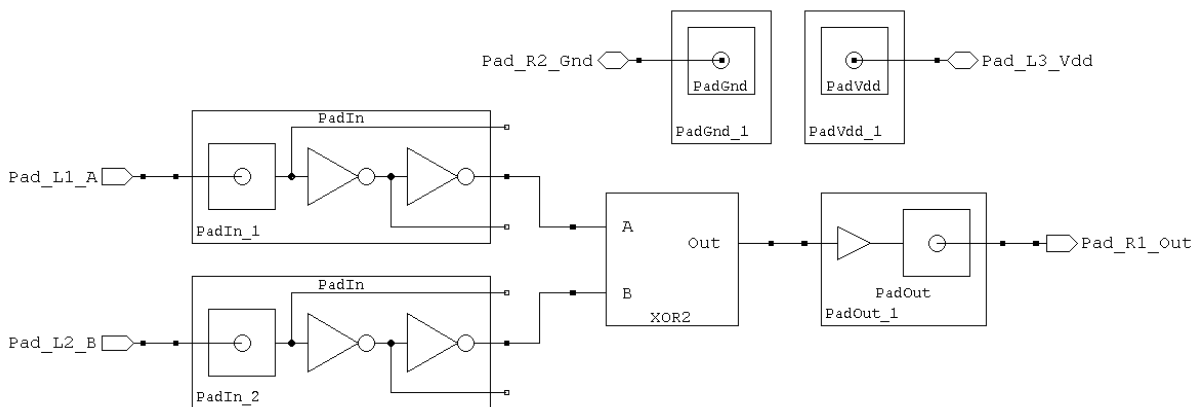 Pad_R2_Gnd
PadGnd
PadGnd_1
PadVdd
PadVdd_1
Pad_L3_Vdd
Pad_L1_A
PadIn
PadIn_1
A
B
Out
XOR2
PadOut
PadOut_1
Pad_R1_Out
Pad_L2_B
PadIn
PadIn_2